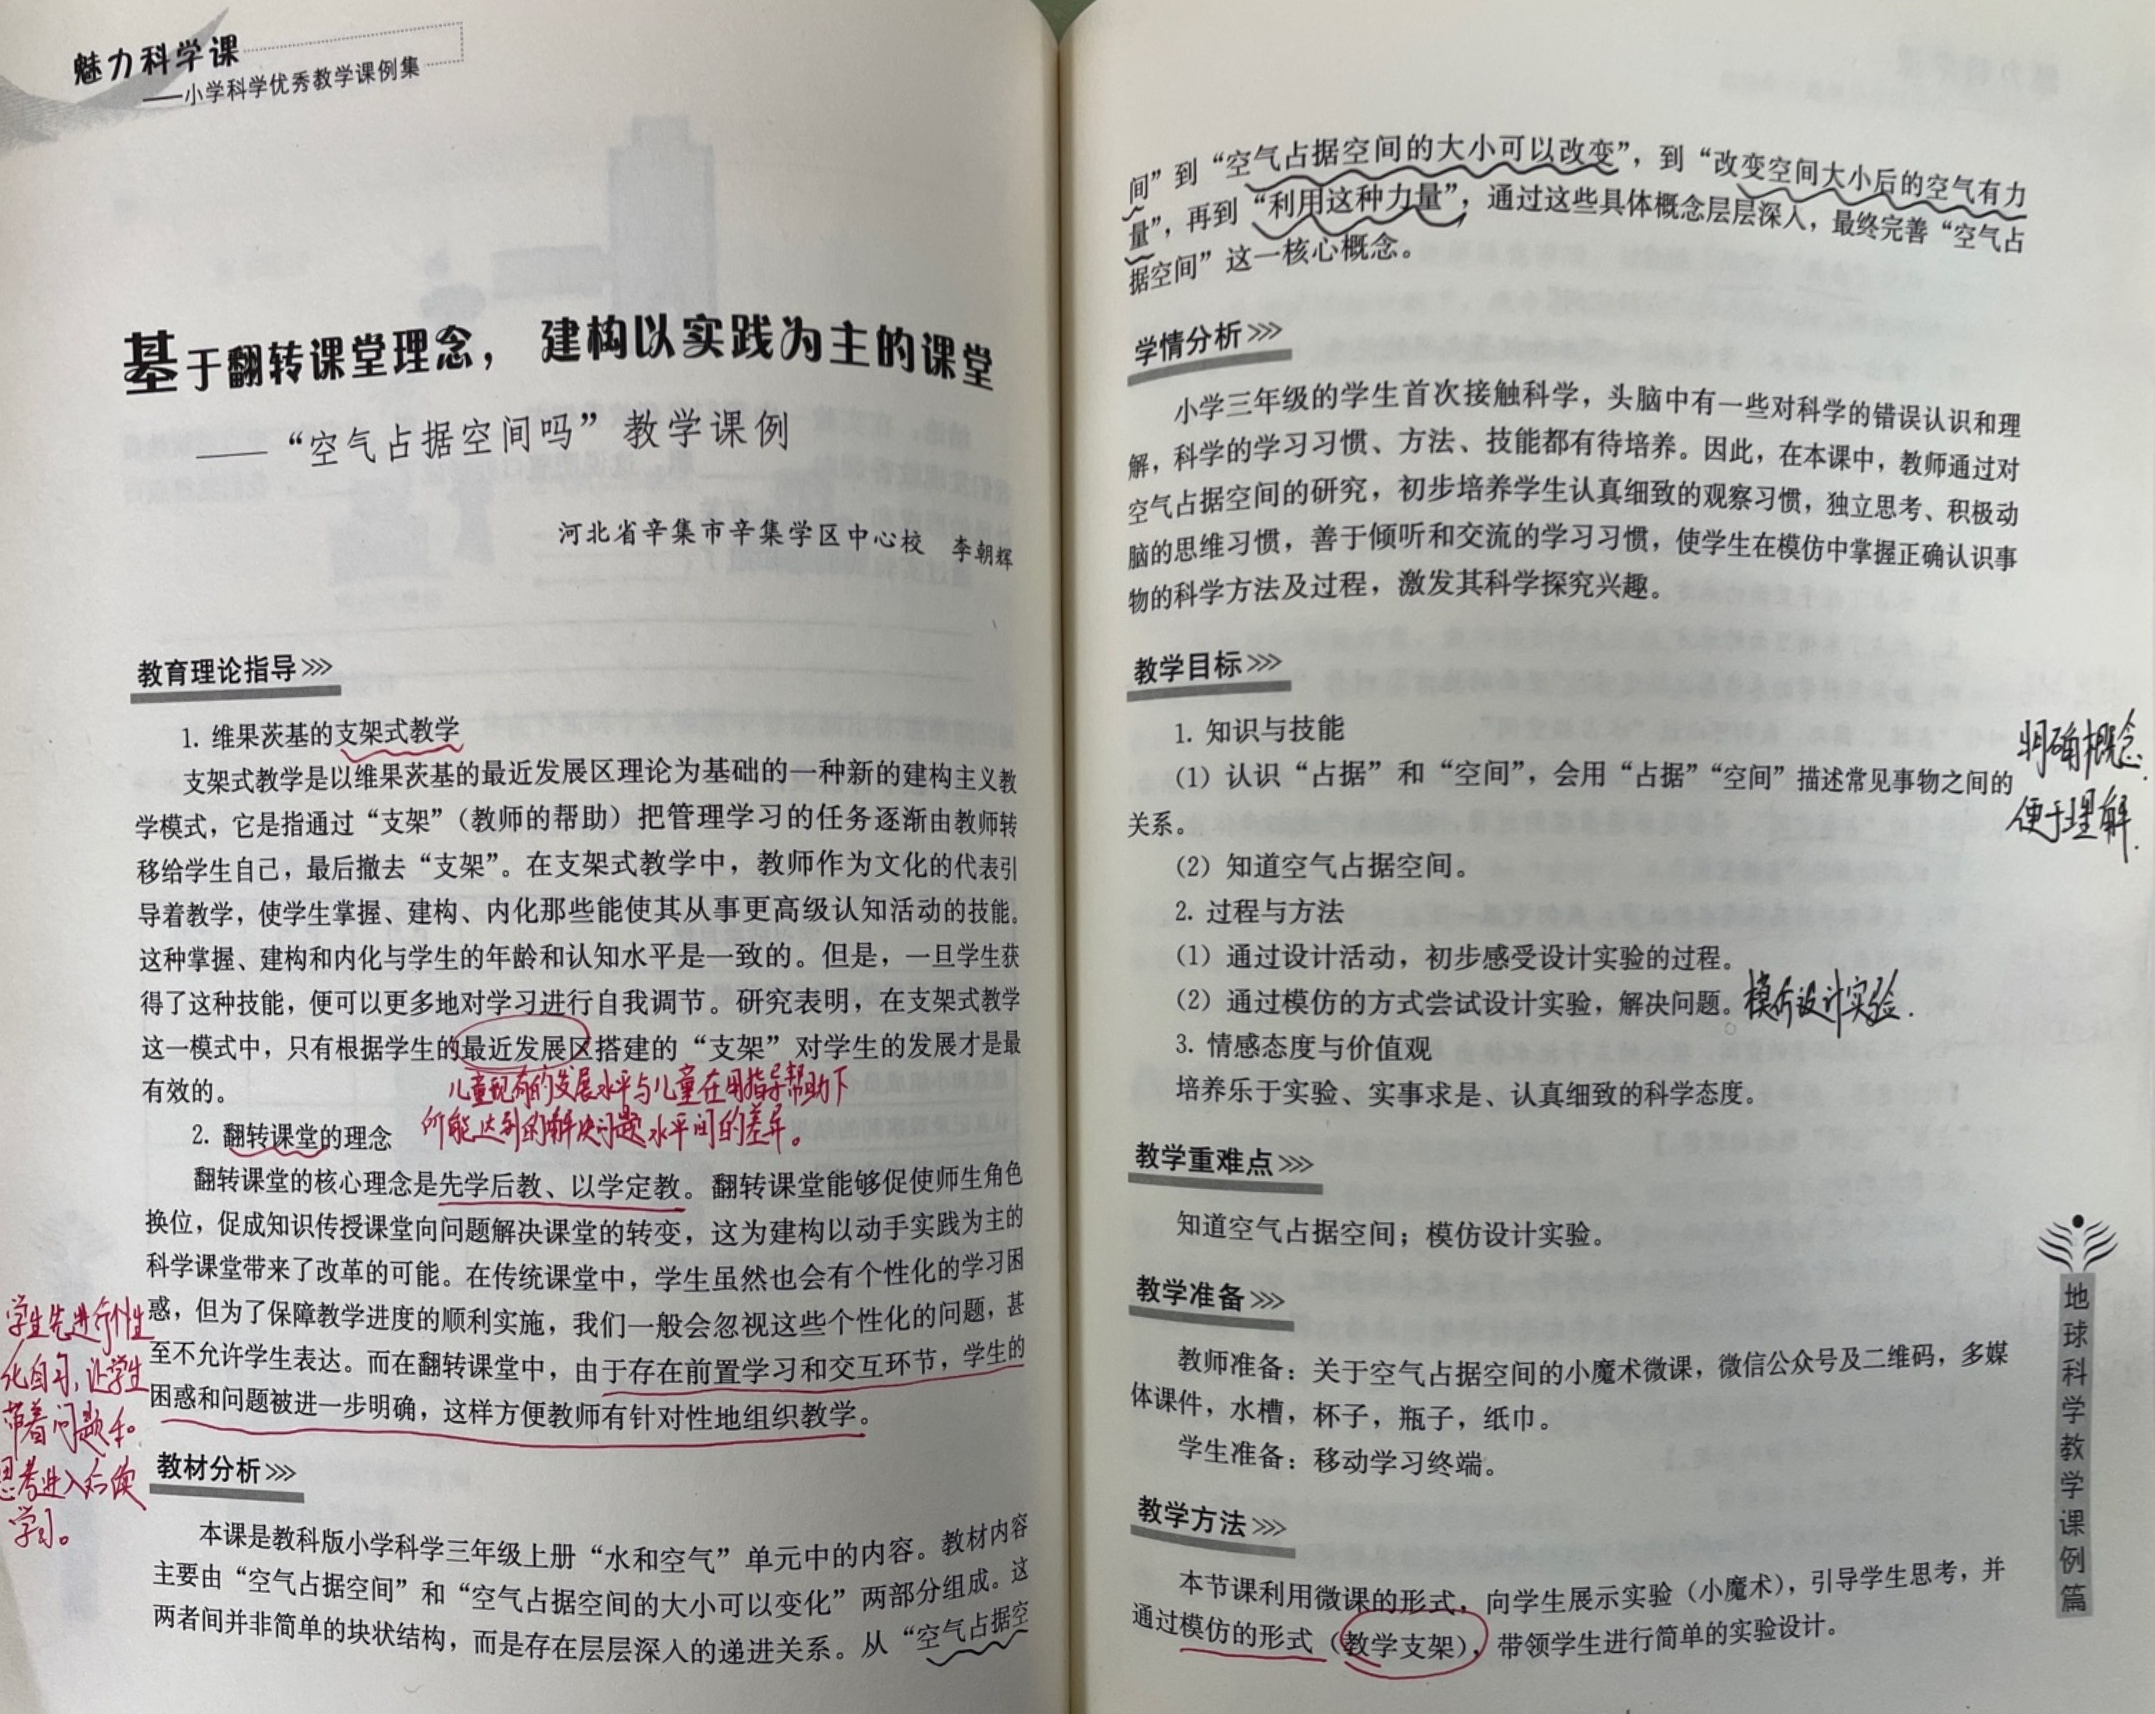 魅力科学课
——小学科学优秀教学课例集
基于翻转课堂理念，建构以实践为主的课堂
——“空气占据空间吗”教学课例
河北省辛集市辛集学区中心校 李朝辉
教育理论指导>>>
1. 维果茨基的支架式教学
支架式教学是以维果茨基的最近发展区理论为基础的一种新的建构主义教
学模式，它是指通过“支架”（教师的帮助）把管理学习的任务逐渐由教师转
移给学生自己，最后撤去“支架”。在支架式教学中，教师作为文化的代表引
导着教学，使学生掌握、建构、内化那些能使其从事更高级认知活动的技能。
这种掌握、建构和内化与学生的年龄和认知水平是一致的。但是，一旦学生获
得了这种技能，便可以更多地对学习进行自我调节。研究表明，在支架式教学
这一模式中，只有根据学生的最近发展区搭建的“支架”对学生的发展才是最
有效的。
儿童现有的发展水平与儿童在用指导帮助下
所能达到的解决问题水平间的差异。
2. 翻转课堂的理念
翻转课堂的核心理念是先学后教、以学定教。翻转课堂能够促使师生角色
换位，促成知识传授课堂向问题解决课堂的转变，这为建构以动手实践为主的
科学课堂带来了改革的可能。在传统课堂中，学生虽然也会有个性化的学习困
惑，但为了保障教学进度的顺利实施，我们一般会忽视这些个性化的问题，甚
至不允许学生表达。而在翻转课堂中，由于存在前置学习和交互环节，学生的
困惑和问题被进一步明确，这样方便教师有针对性地组织教学。
学生先进行个性
化自习，让学生
带着问题和
思考进入后续
学习。
教材分析>>>
本课是教科版小学科学三年级上册“水和空气”单元中的内容。教材内容
主要由“空气占据空间”和“空气占据空间的大小可以变化”两部分组成。这
两者间并非简单的块状结构，而是存在层层深入的递进关系。从“空气占据空
间”到“空气占据空间的大小可以改变”，到“改变空间大小后的空气有力
量”，再到“利用这种力量”，通过这些具体概念层层深入，最终完善“空气占
据空间”这一核心概念。
学情分析>>>
小学三年级的学生首次接触科学，头脑中有一些对科学的错误认识和理
解，科学的学习习惯、方法、技能都有待培养。因此，在本课中，教师通过对
空气占据空间的研究，初步培养学生认真细致的观察习惯，独立思考、积极动
脑的思维习惯，善于倾听和交流的学习习惯，使学生在模仿中掌握正确认识事
物的科学方法及过程，激发其科学探究兴趣。
教学目标>>>
1. 知识与技能
（1）认识“占据”和“空间”，会用“占据”“空间”描述常见事物之间的
关系。
明确概念.
便于理解.
（2）知道空气占据空间。
2. 过程与方法
（1）通过设计活动，初步感受设计实验的过程。
（2）通过模仿的方式尝试设计实验，解决问题。模仿设计实验.
3. 情感态度与价值观
培养乐于实验、实事求是、认真细致的科学态度。
教学重难点>>>
知道空气占据空间；模仿设计实验。
教学准备>>>
教师准备：关于空气占据空间的小魔术微课，微信公众号及二维码，多媒
体课件，水槽，杯子，瓶子，纸巾。
学生准备：移动学习终端。
教学方法>>>
本节课利用微课的形式，向学生展示实验（小魔术），引导学生思考，并
通过模仿的形式（教学支架），带领学生进行简单的实验设计。
地球科学教学课例篇